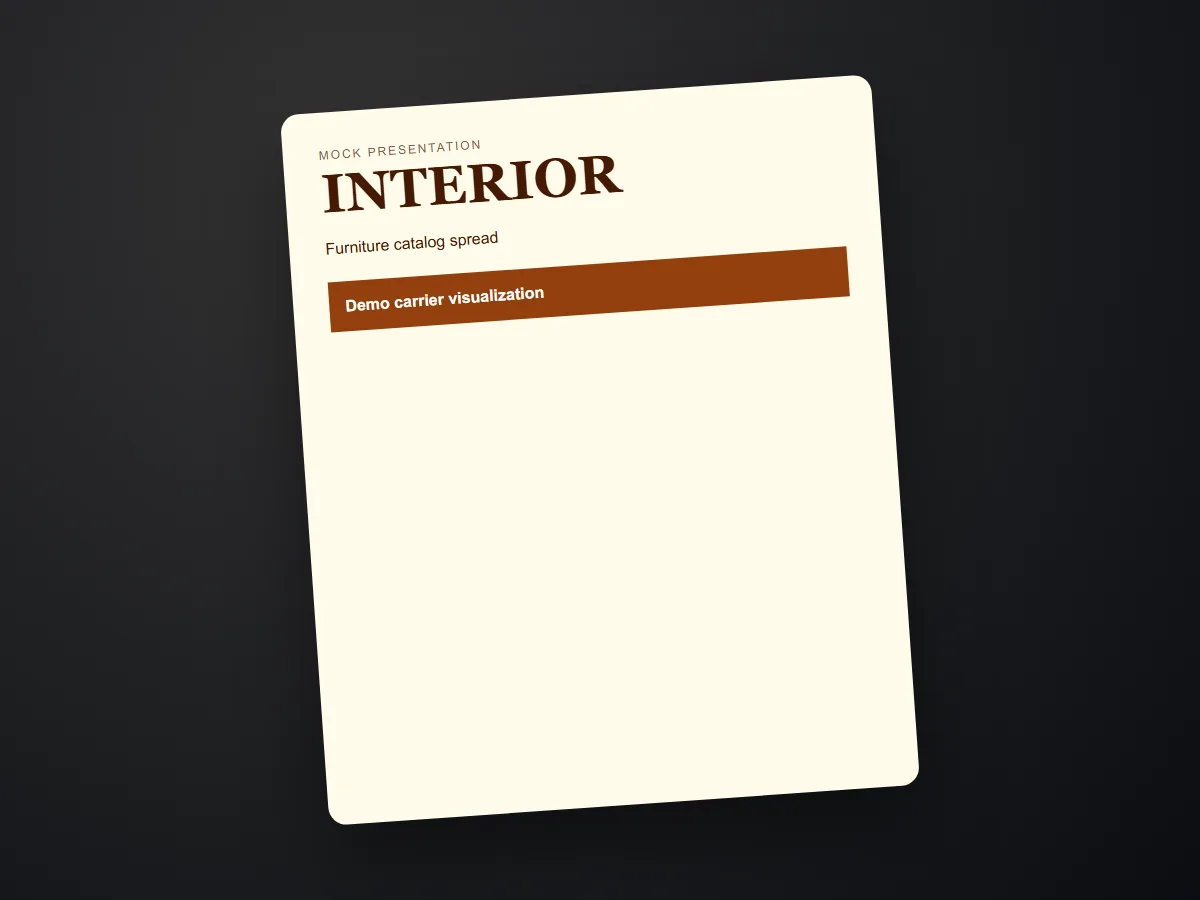 MOCK PRESENTATION
INTERIOR
Furniture catalog spread
Demo carrier visualization